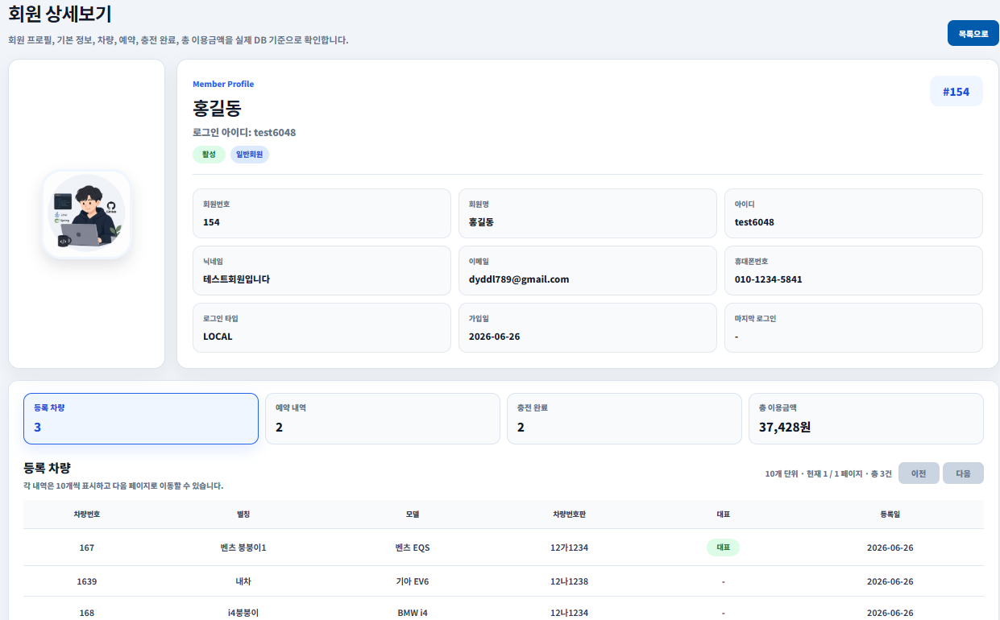 회원 상세보기
회원 프로필, 기본 정보, 차량, 예약, 충전 완료, 총 이용금액을 실제 DB 기준으로 확인합니다.
목록으로
Member Profile
#154
홍길동
로그인 아이디: test6048
활성 일반회원
회원번호 회원명 아이디
154 홍길동 test6048
닉네임 이메일 휴대폰번호
테스트회원입니다 dyddl789@gmail.com 010-1234-5841
로그인 타입 가입일 마지막 로그인
LOCAL 2026-06-26 -
등록 차량 예약 내역 충전 완료 총 이용금액
3 2 2 37,428원
등록 차량
10개 단위 · 현재 1 / 1 페이지 · 총 3건 이전 다음
각 내역은 10개씩 표시하고 다음 페이지로 이동할 수 있습니다.
차량번호 별칭 모델 차량번호판 대표 등록일
167 벤츠 붕붕이1 벤츠 EQS 12가1234 대표 2026-06-26
1639 내차 기아 EV6 12나1238 - 2026-06-26
168 i4붕붕이 BMW i4 12나1234 - 2026-06-26